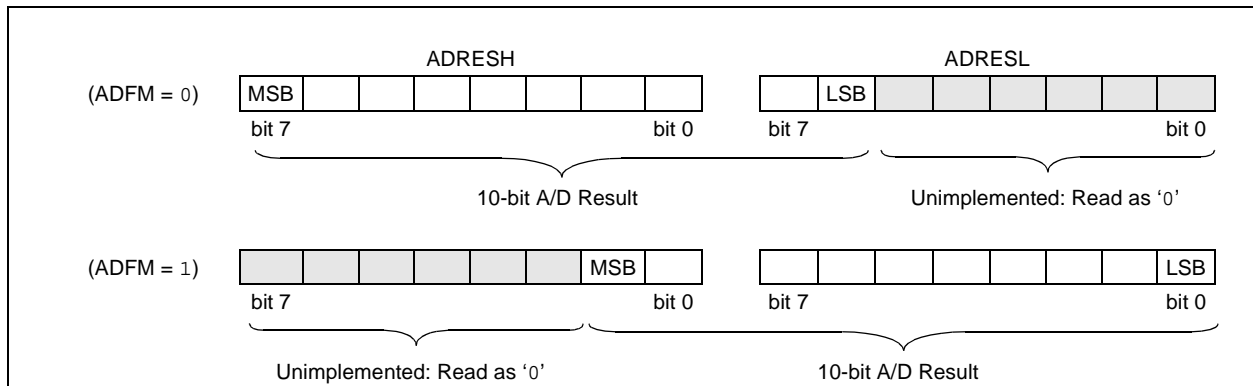 ADRESH ADRESL
(ADFM = 0) MSB LSB
bit 7 bit 0 bit 7 bit 0
10-bit A/D Result Unimplemented: Read as ‘0’
(ADFM = 1) MSB LSB
bit 7 bit 0 bit 7 bit 0
Unimplemented: Read as ‘0’ 10-bit A/D Result